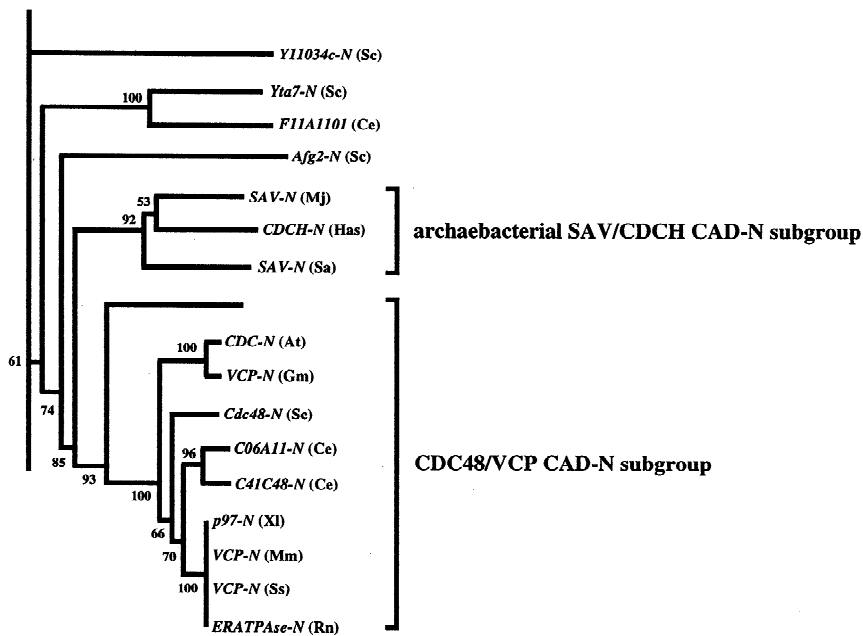 Y11034c-N (Sc)
100
Yta7-N (Sc)
F11A1101 (Ce)
Afg2-N (Sc)
53
SAV-N (Mj)
92
CDCH-N (Has)
SAV-N (Sa)
archaebacterial SAV/CDCH CAD-N subgroup
100
CDC-N (At)
VCP-N (Gm)
61
Cdc48-N (Sc)
74
96
C06A11-N (Ce)
85
93
C41C48-N (Ce)
CDC48/VCP CAD-N subgroup
100
p97-N (Xl)
66
70
VCP-N (Mm)
100
VCP-N (Ss)
ERATPAse-N (Rn)